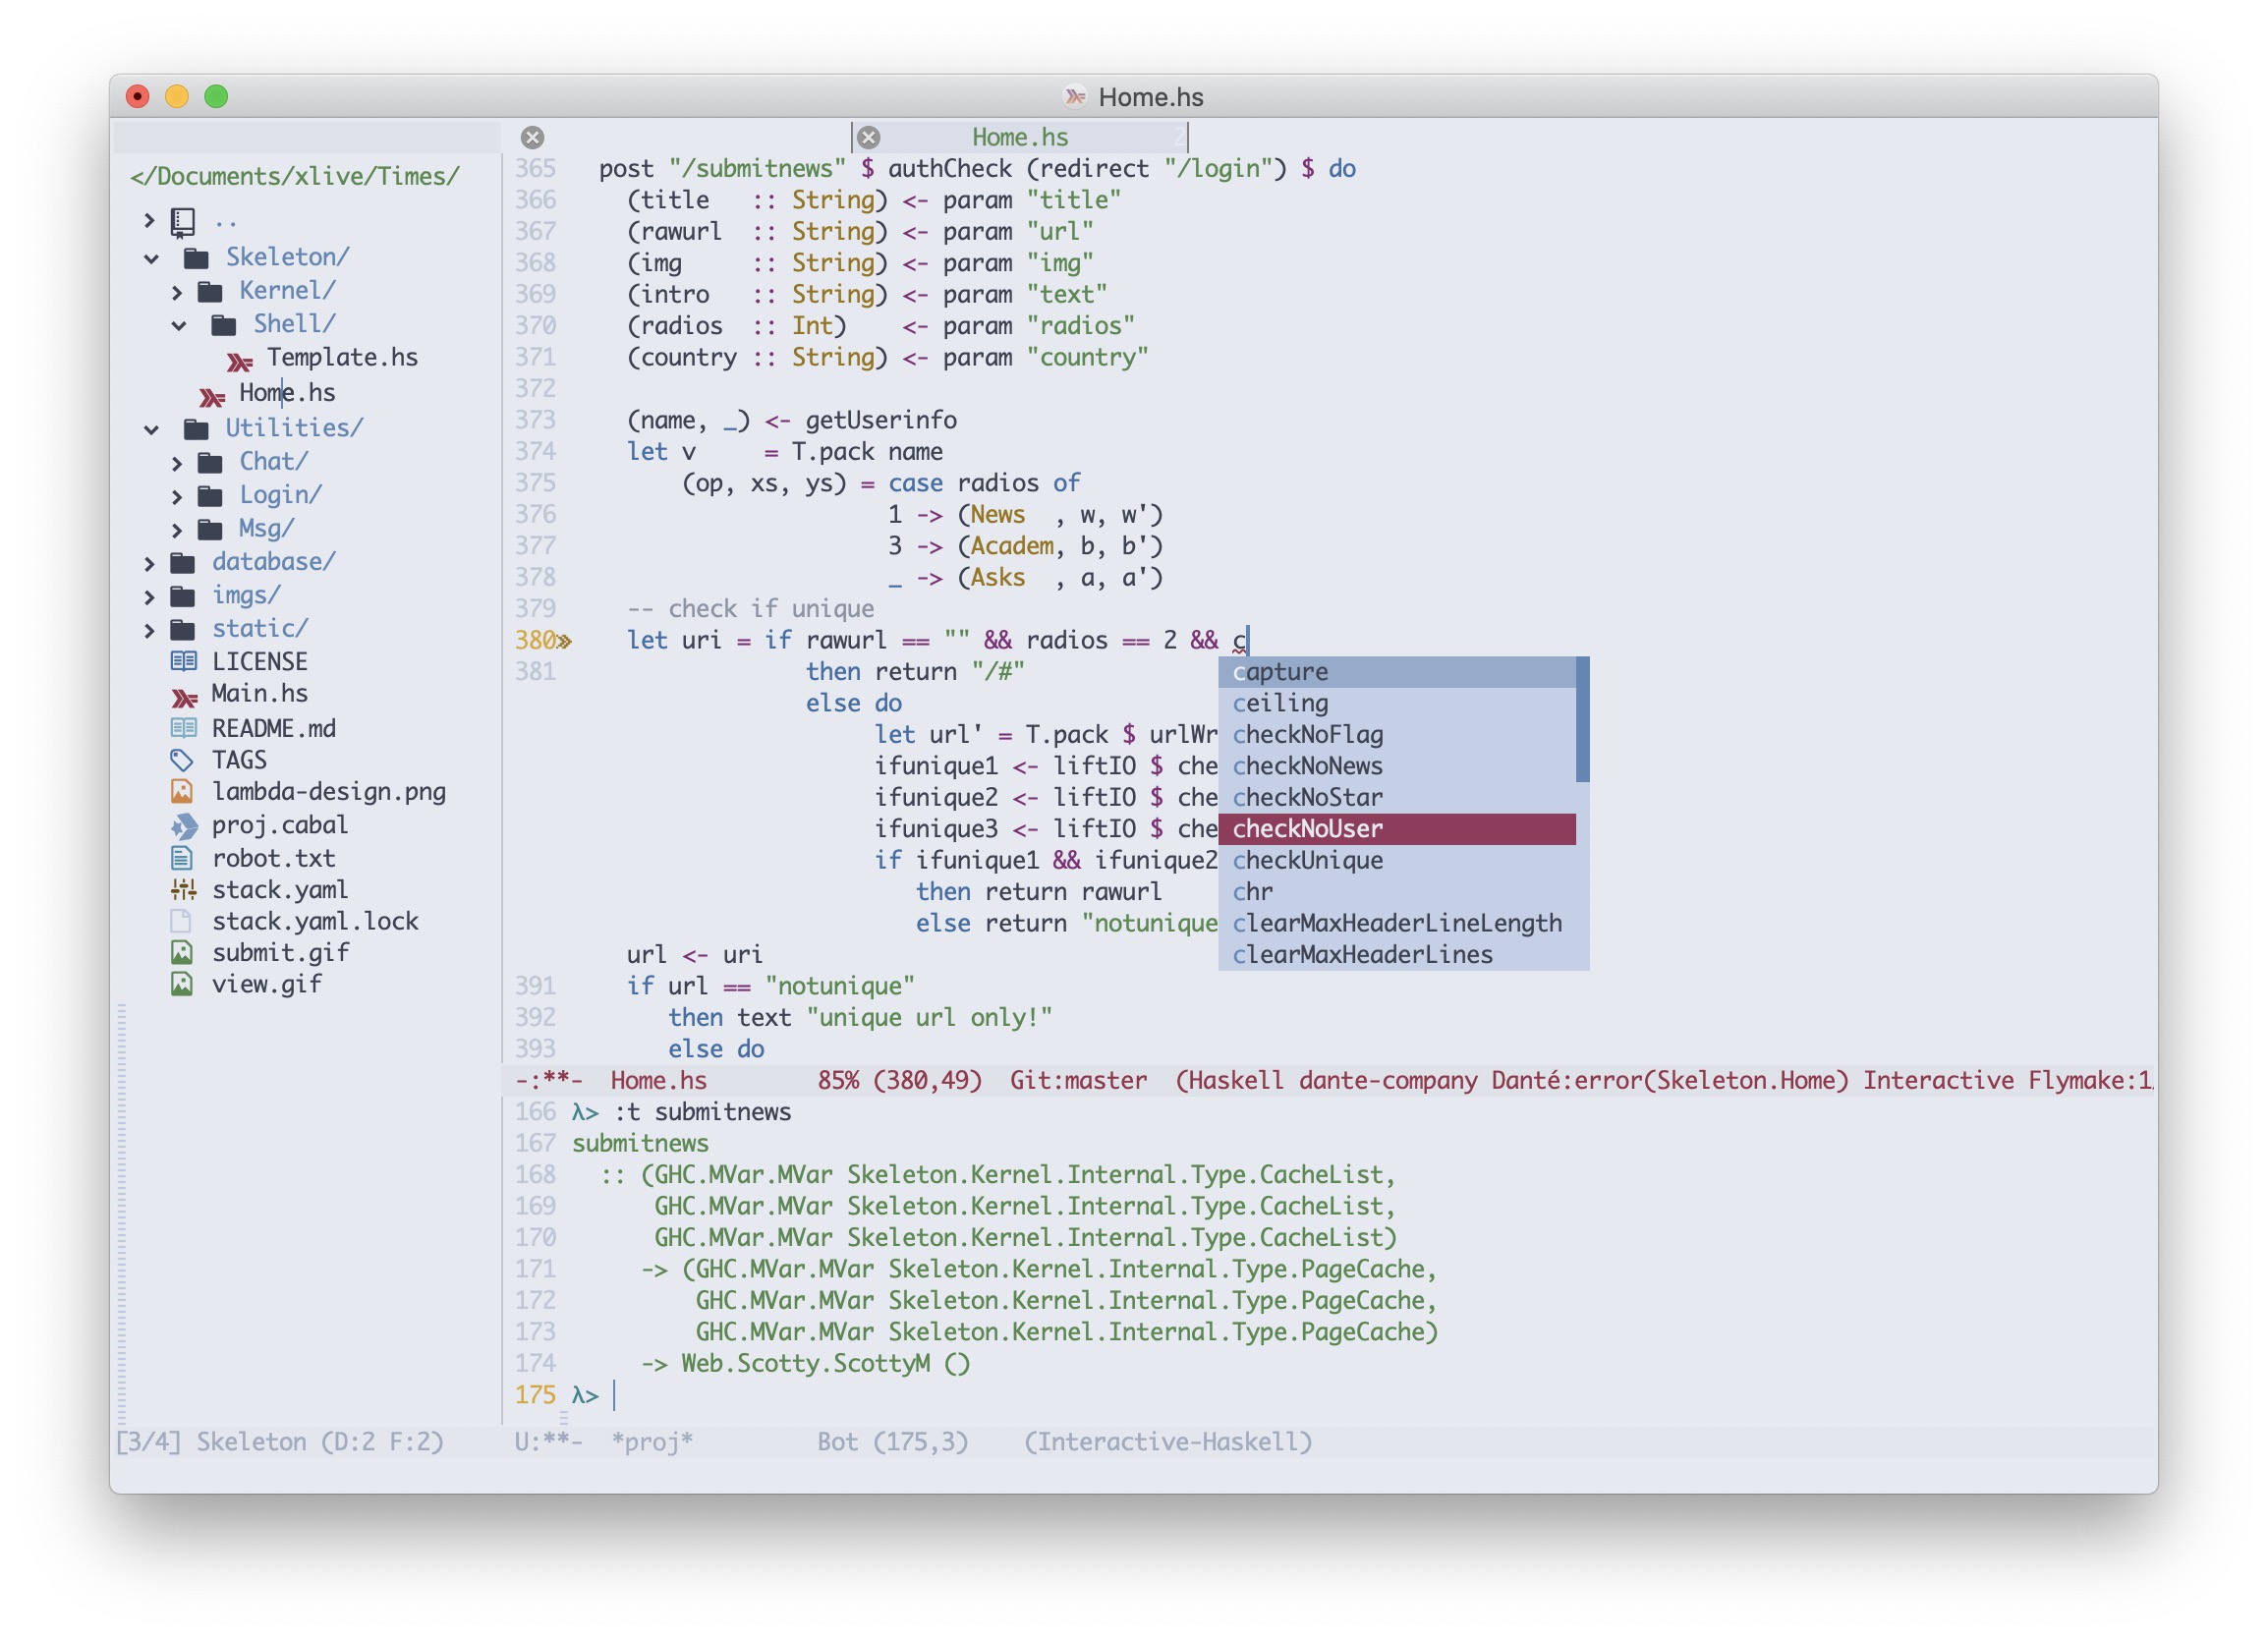 Home.hs
Home.hs 2
</Documents/xlive/Times/
..
Skeleton/
Kernel/
Shell/
Template.hs
Home.hs
Utilities/
Chat/
Login/
Msg/
database/
imgs/
static/
LICENSE
Main.hs
README.md
TAGS
lambda-design.png
proj.cabal
robot.txt
stack.yaml
stack.yaml.lock
submit.gif
view.gif
[3/4] Skeleton (D:2 F:2)
365 post "/submitnews" $ authCheck (redirect "/login") $ do
366 (title :: String) <- param "title"
367 (rawurl :: String) <- param "url"
368 (img :: String) <- param "img"
369 (intro :: String) <- param "text"
370 (radios :: Int) <- param "radios"
371 (country :: String) <- param "country"
372
373 (name, _) <- getUserinfo
374 let v = T.pack name
375 (op, xs, ys) = case radios of
376 1 -> (News , w, w')
377 3 -> (Academ, b, b')
378 _ -> (Asks , a, a')
379 -- check if unique
380 let uri = if rawurl == "" && radios == 2 && c
381 then return "/#"
else do
let url' = T.pack $ urlWr
ifunique1 <- liftIO $ che
ifunique2 <- liftIO $ che
ifunique3 <- liftIO $ che
if ifunique1 && ifunique2
then return rawurl
else return "notunique
url <- uri
391 if url == "notunique"
392 then text "unique url only!"
393 else do
capture
ceiling
checkNoFlag
checkNoNews
checkNoStar
checkNoUser
checkUnique
chr
clearMaxHeaderLineLength
clearMaxHeaderLines
-:**- Home.hs 85% (380,49) Git:master (Haskell dante-company Danté:error(Skeleton.Home) Interactive Flymake:1
166 λ> :t submitnews
167 submitnews
168 :: (GHC.MVar.MVar Skeleton.Kernel.Internal.Type.CacheList,
169 GHC.MVar.MVar Skeleton.Kernel.Internal.Type.CacheList,
170 GHC.MVar.MVar Skeleton.Kernel.Internal.Type.CacheList)
171 -> (GHC.MVar.MVar Skeleton.Kernel.Internal.Type.PageCache,
172 GHC.MVar.MVar Skeleton.Kernel.Internal.Type.PageCache,
173 GHC.MVar.MVar Skeleton.Kernel.Internal.Type.PageCache)
174 -> Web.Scotty.ScottyM ()
175 λ>
U:**- *proj* Bot (175,3) (Interactive-Haskell)